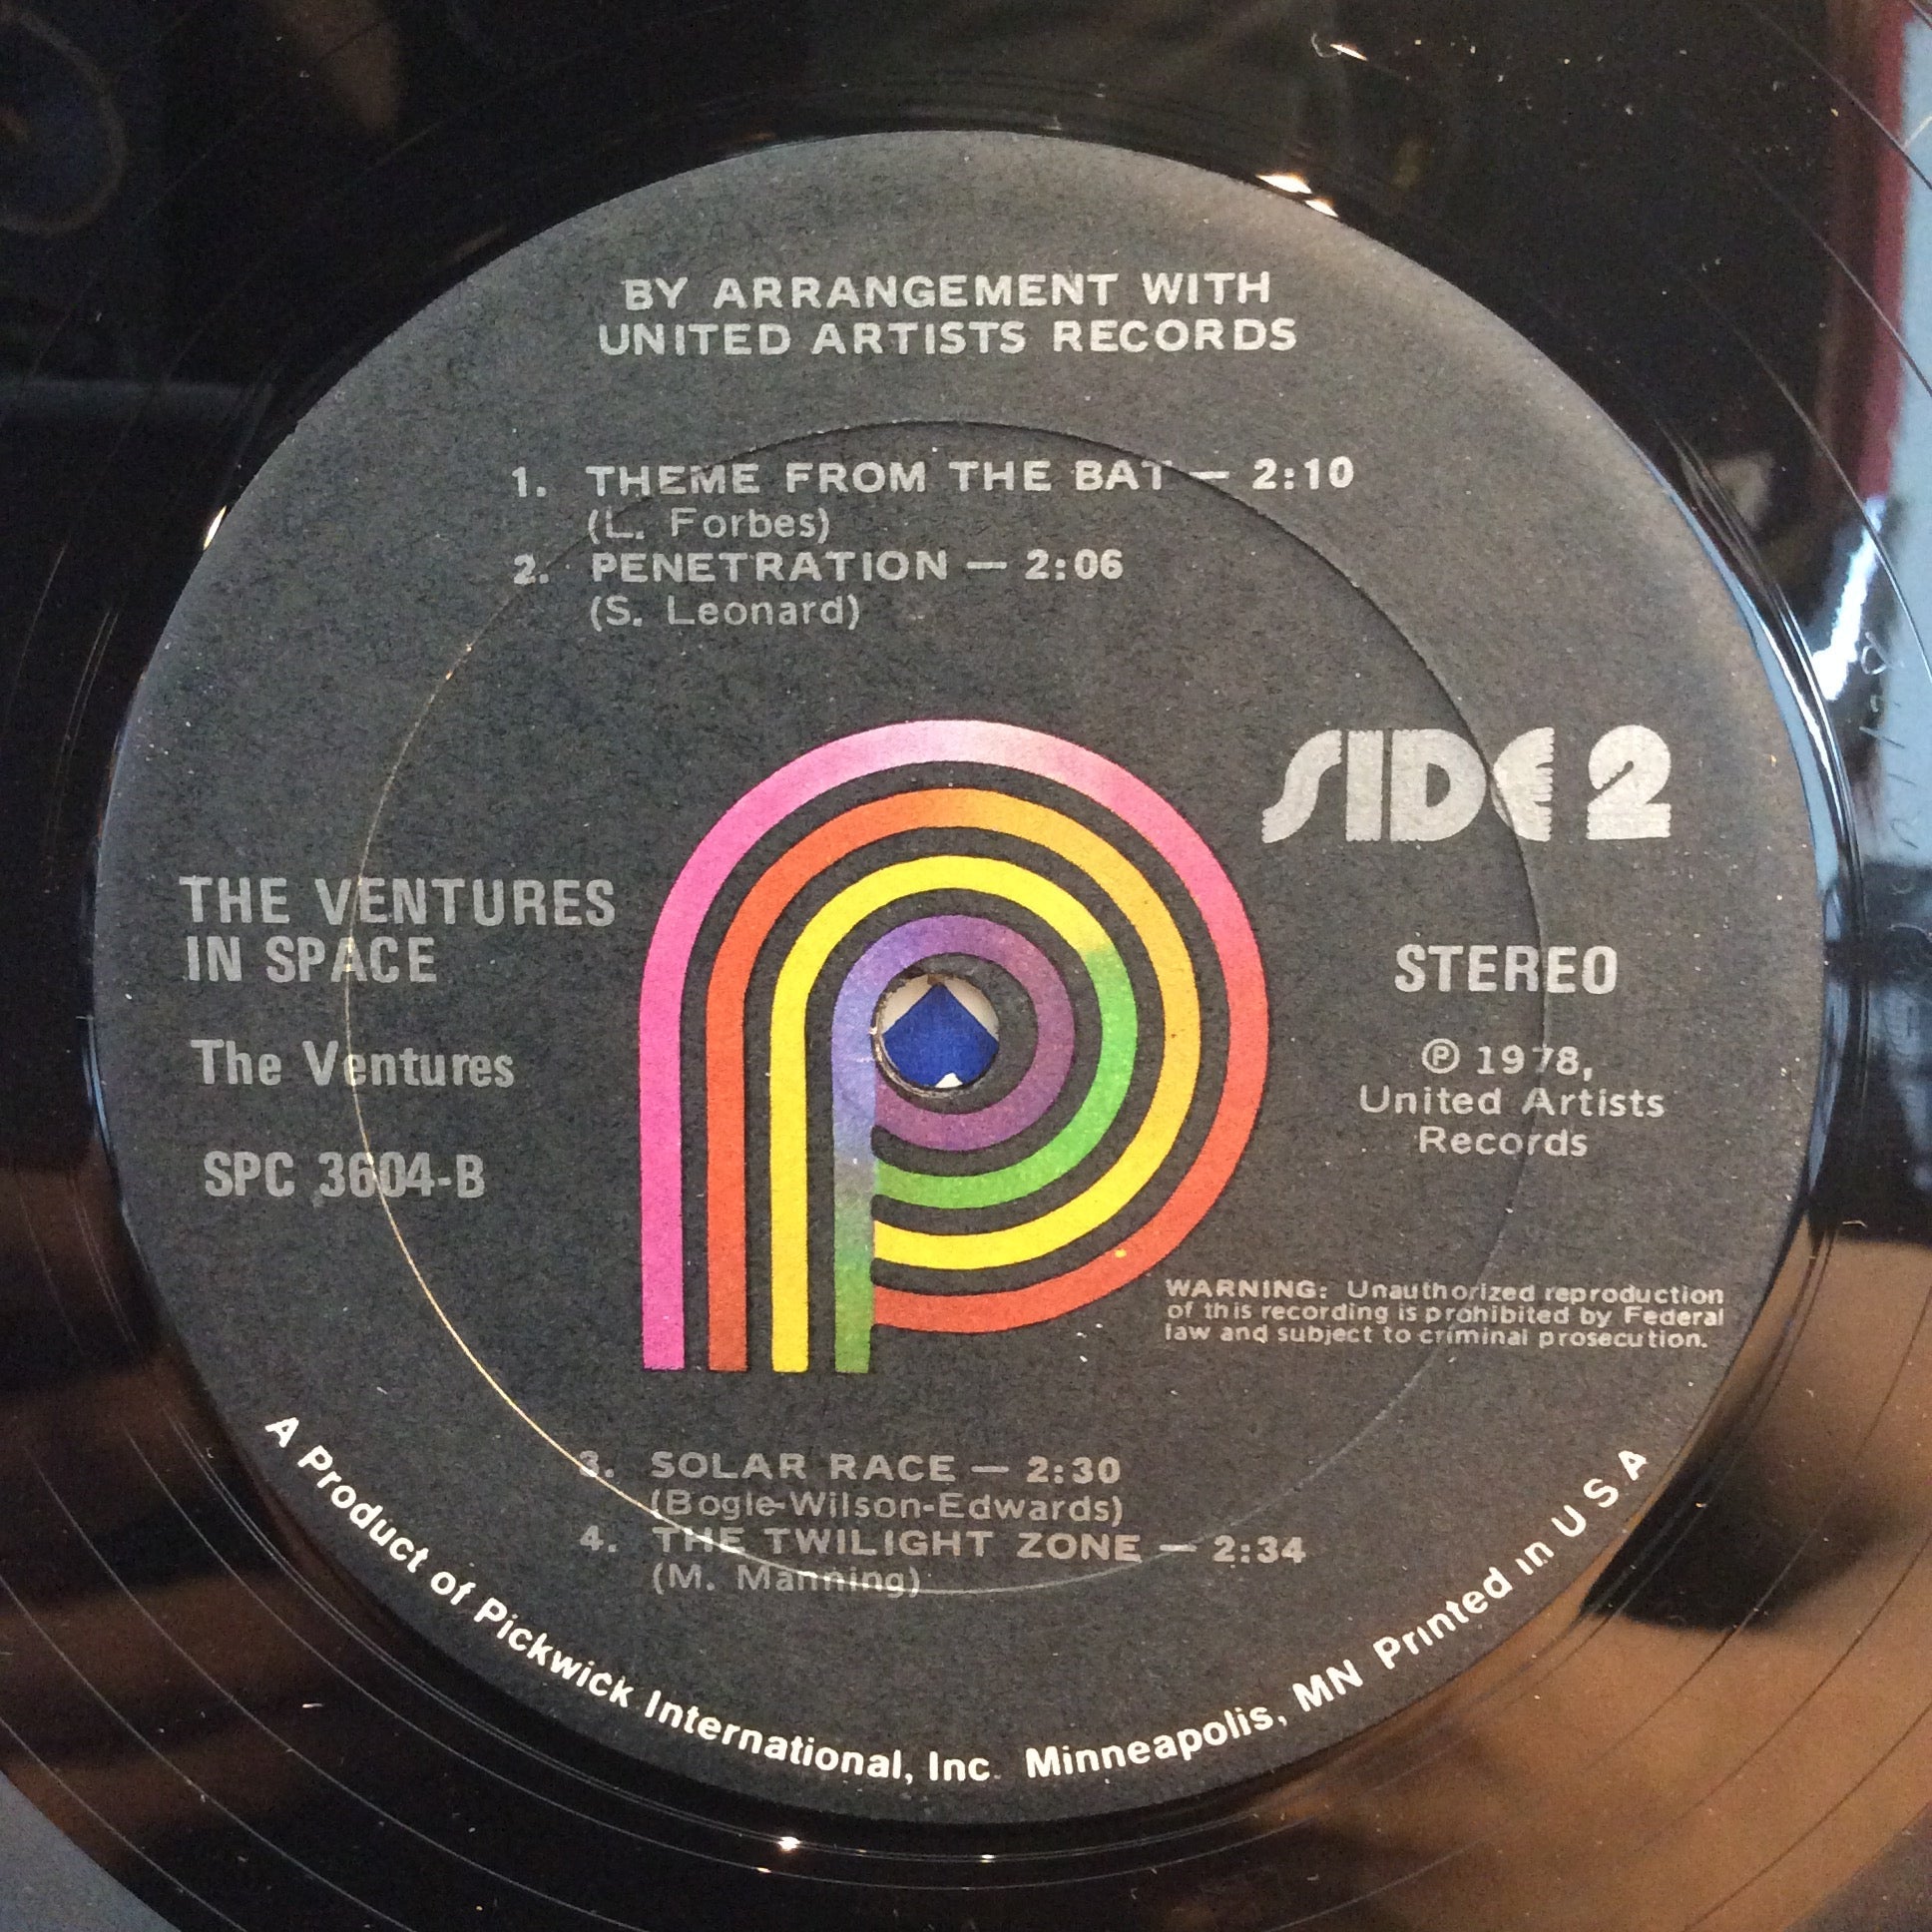 BY ARRANGEMENT WITH
UNITED ARTISTS RECORDS
1. THEME FROM THE BAT — 2:10
(L. Forbes)
2. PENETRATION — 2:06
(S. Leonard)
SIDE 2
THE VENTURES
IN SPACE
The Ventures
SPC 3604-B
STEREO
℗ 1978,
United Artists
Records
WARNING: Unauthorized reproduction
of this recording is prohibited by Federal
law and subject to criminal prosecution.
3. SOLAR RACE — 2:30
(Bogle-Wilson-Edwards)
4. THE TWILIGHT ZONE — 2:34
(M. Manning)
A Product of Pickwick International, Inc. Minneapolis, MN Printed in U S A